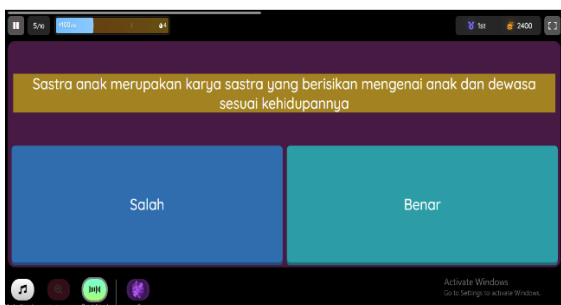 5/10
4
1st
2400
Sastra anak merupakan karya sastra yang berisikan mengenai anak dan dewasa
sesuai kehidupannya
Salah
Benar
Activate Windows
Go to Settings to activate Windows.